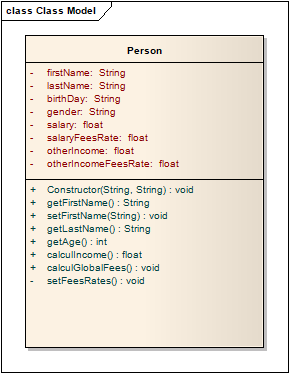 class Class Model
Person
- firstName: String
- lastName: String
- birthDay: String
- gender: String
- salary: float
- salaryFeesRate: float
- otherIncome: float
- otherIncomeFeesRate: float
+ Constructor(String, String) : void
+ getFirstName() : String
+ setFirstName(String) : void
+ getLastName() : String
+ getAge() : int
+ calculIncome() : float
+ calculGlobalFees() : void
- setFeesRates() : void